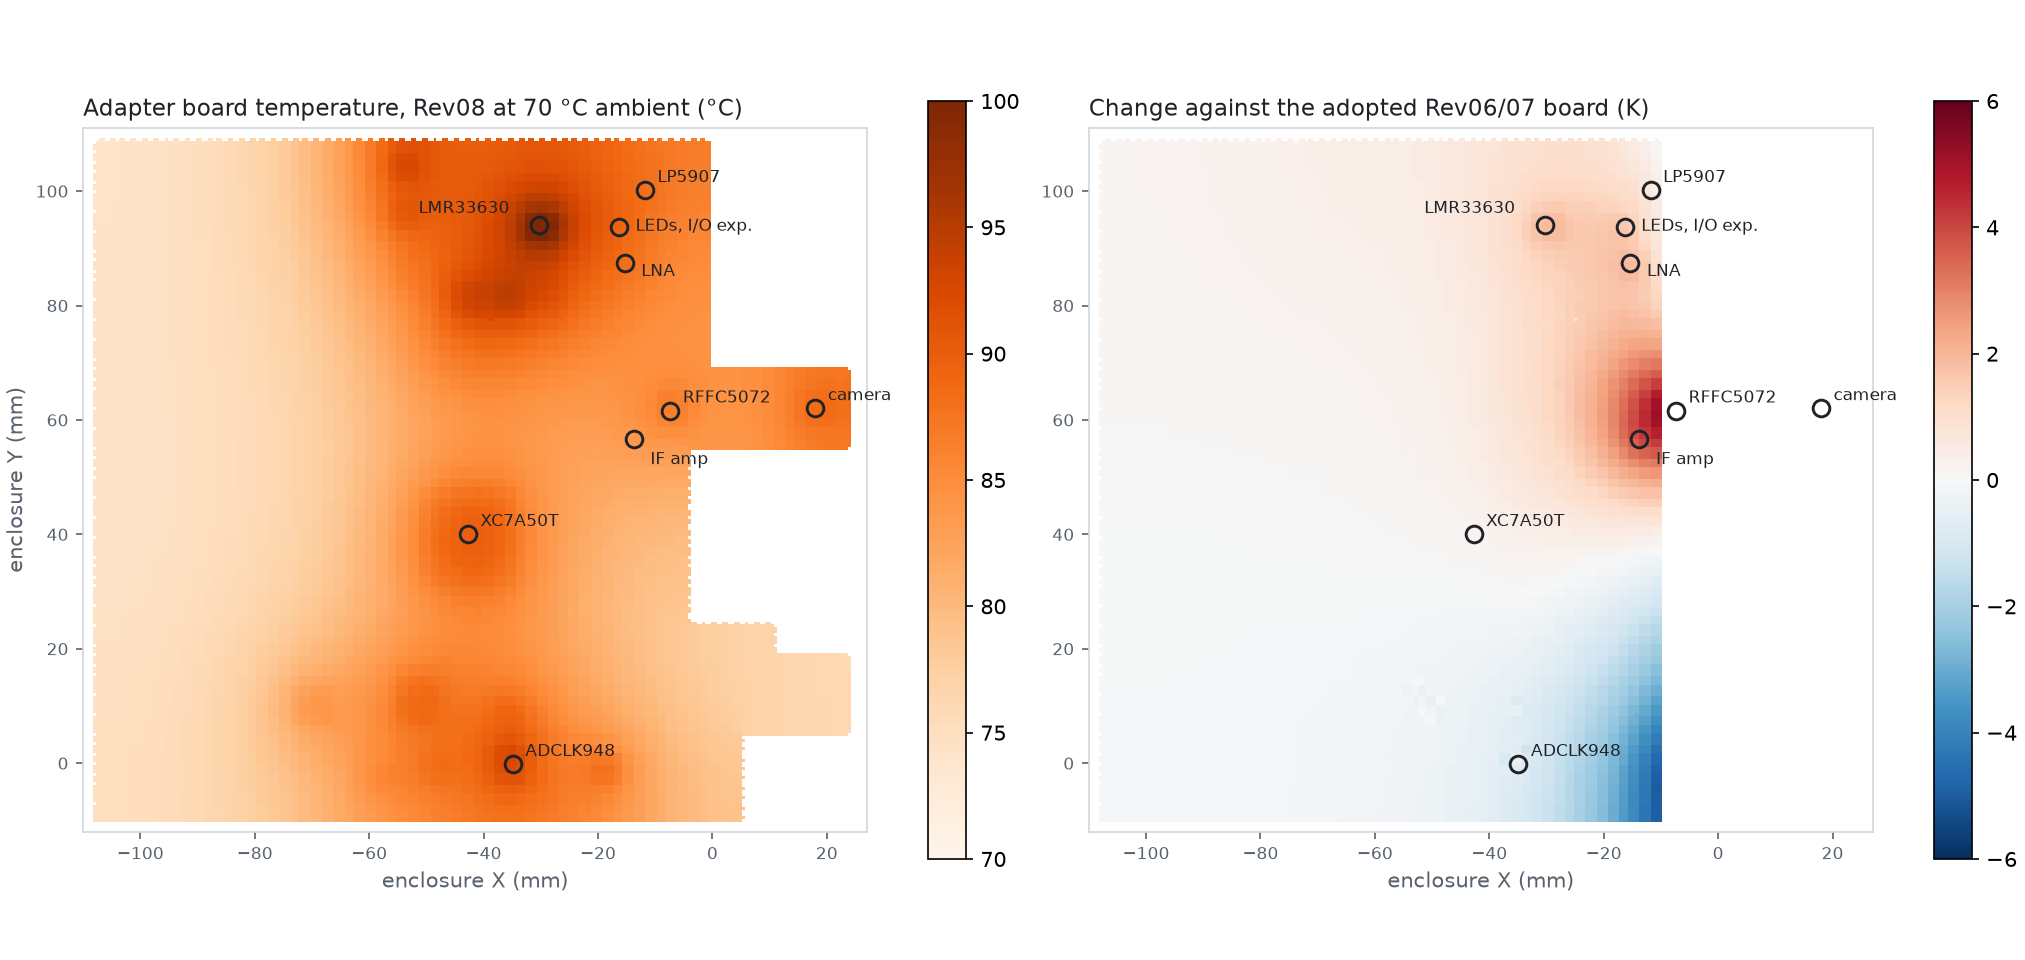 Adapter board temperature, Rev08 at 70 °C ambient (°C)
LP5907
LMR33630
LEDs, I/O exp.
LNA
RFFC5072
camera
IF amp
XC7A50T
ADCLK948
100
80
60
40
20
0
enclosure Y (mm)
−100
−80
−60
−40
−20
0
20
enclosure X (mm)
100
95
90
85
80
75
70
Change against the adopted Rev06/07 board (K)
LP5907
LMR33630
LEDs, I/O exp.
LNA
RFFC5072
camera
IF amp
XC7A50T
ADCLK948
100
80
60
40
20
0
−100
−80
−60
−40
−20
0
20
enclosure X (mm)
6
4
2
0
−2
−4
−6